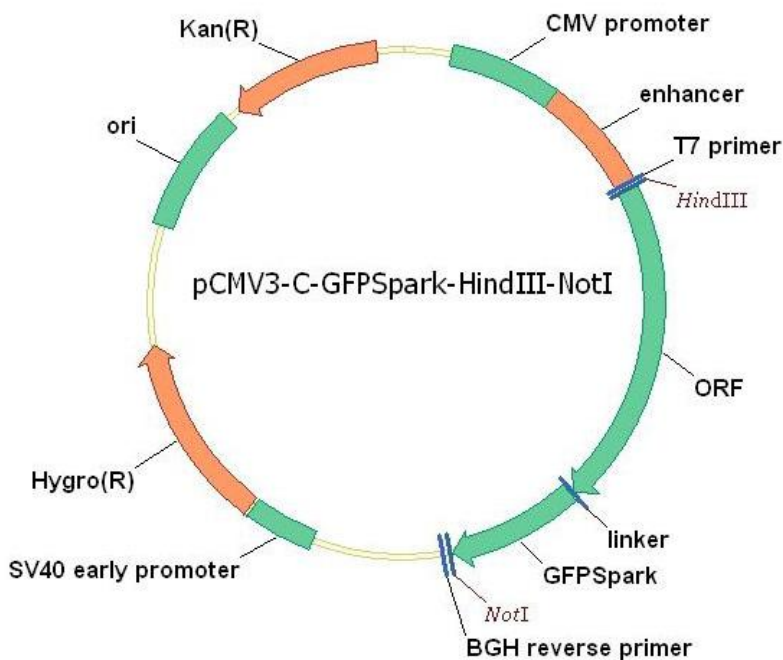 Kan(R)
CMV promoter
enhancer
ori
T7 primer
HindIII
pCMV3-C-GFPSpark-HindIII-NotI
ORF
Hygro(R)
linker
SV40 early promoter
GFPSpark
NotI
BGH reverse primer